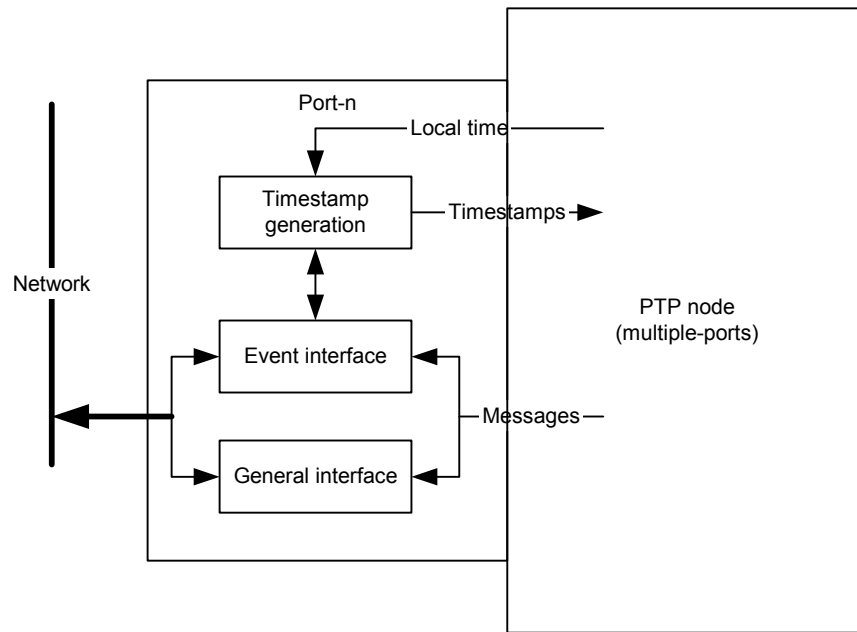 Port-n
Local time
Timestamp
generation
Timestamps
Network
PTP node
(multiple-ports)
Event interface
Messages
General interface